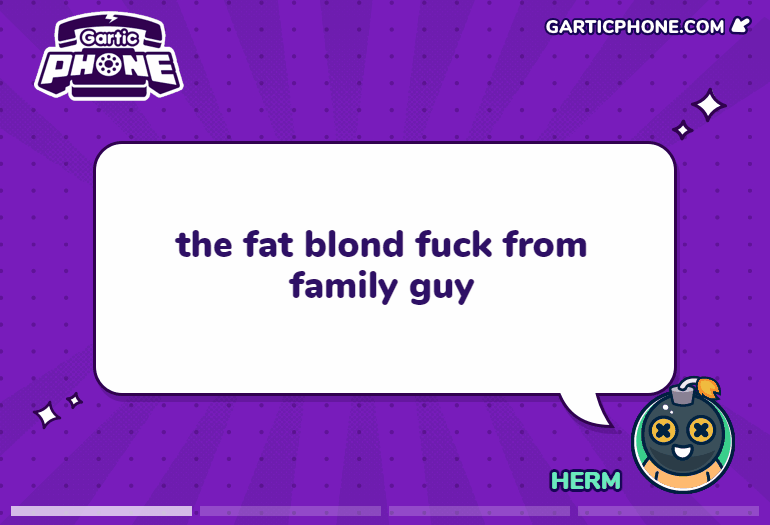 Gartic
PHONE
GARTICPHONE.COM
the fat blond fuck from
family guy
HERM